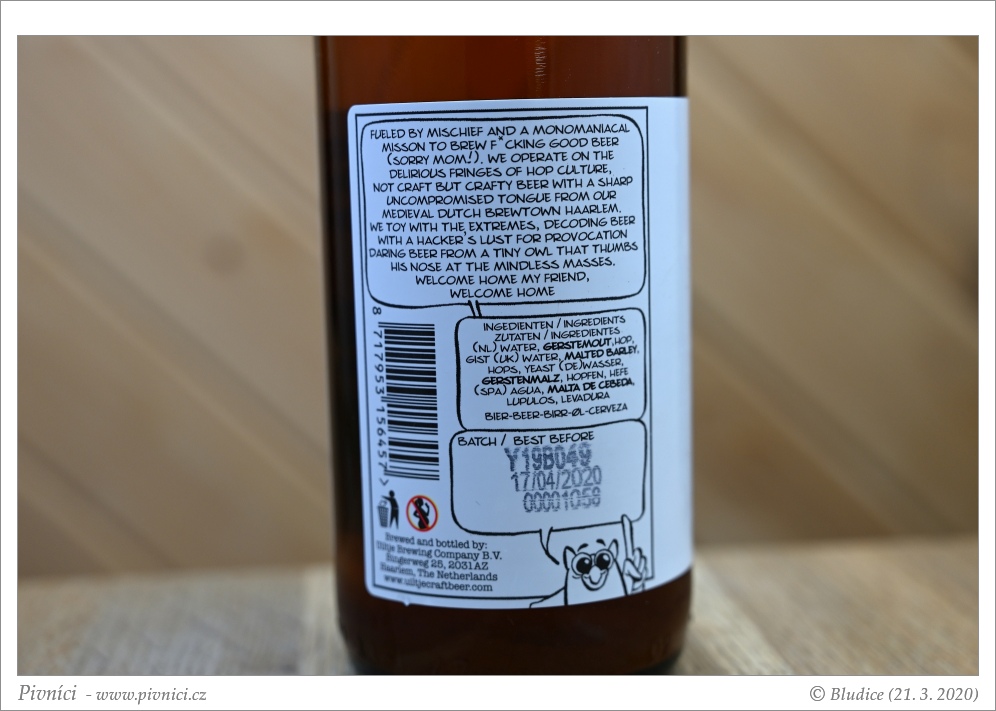 FUELED BY MISCHIEF AND A MONOMANIACAL
MISSON TO BREW F*CKING GOOD BEER
(SORRY MOM!). WE OPERATE ON THE
DELIRIOUS FRINGES OF HOP CULTURE,
NOT CRAFT BUT CRAFTY BEER WITH A SHARP
UNCOMPROMISED TONGUE FROM OUR
MEDIEVAL DUTCH BREWTOWN HAARLEM.
WE TOY WITH THE EXTREMES, DECODING BEER
WITH A HACKER'S LUST FOR PROVOCATION
DARING BEER FROM A TINY OWL THAT THUMBS
HIS NOSE AT THE MINDLESS MASSES.
WELCOME HOME MY FRIEND,
WELCOME HOME
8 717953 156457 >
INGEDIENTEN / INGREDIENTS
ZUTATEN / INGREDIENTES
(NL) WATER, GERSTEMOUT, HOP,
GIST (UK) WATER, MALTED BARLEY,
HOPS, YEAST (DE)WASSER,
GERSTENMALZ, HOPFEN, HEFE
(SPA) AGUA, MALTA DE CEBEDA,
LUPULOS, LEVADURA
BIER-BEER-BIRR-ØL-CERVEZA
BATCH / BEST BEFORE
Y19B049
17/04/2020
00001058
Brewed and bottled by:
Uiltje Brewing Company B.V.
Bingerweg 25, 2031AZ
Haarlem, The Netherlands
www.uiltjecraftbeer.com
Pivníci - www.pivnici.cz
© Bludice (21. 3. 2020)